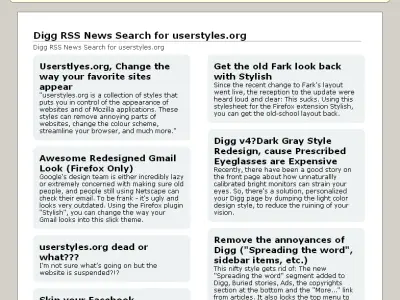 Digg RSS News Search for userstyles.org
Digg RSS News Search for userstyles.org
Userstlyes.org, Change the
way your favorite sites
appear
"userstyles.org is a collection of styles that
puts you in control of the appearance of
websites and of Mozilla applications. These
styles can remove annoying parts of
websites, change the colour scheme,
streamline your browser, and much more."
Awesome Redesigned Gmail
Look (Firefox Only)
Google's design team is either incredibly lazy
or extremely concerned with making sure old
people, and people still using Netscape can
check their email. To be frank - it's ugly and
looks very outdated. Using the Firefox plugin
"Stylish", you can change the way your
Gmail looks into this slick theme.
userstyles.org dead or
what???
I'm not sure what's going on but the
website is suspended?!?
Skin your Facebook
Get the old Fark look back
with Stylish
Since the recent change to Fark's layout
went live, the reception to the update were
heard loud and clear: This sucks. Using this
stylesheet for the Firefox extension Stylish,
you can get the old-school layout back.
Digg v4?Dark Gray Style
Redesign, cause Prescribed
Eyeglasses are Expensive
Recently, there have been a good story on
the front page about how unnaturally
calibrated bright monitors can strain your
eyes. So, there's a solution, personalized
your Digg page by dumping the light color
design style, to reduce the ruining of your
vision.
Remove the annoyances of
Digg ("Spreading the word",
sidebar items, etc.)
This nifty style gets rid of: The new
"Spreading the word" segment added to
Digg, Buried stories, Ads, the copyrights
section at the bottom and the "More..." link
from articles. It also locks the top menu to